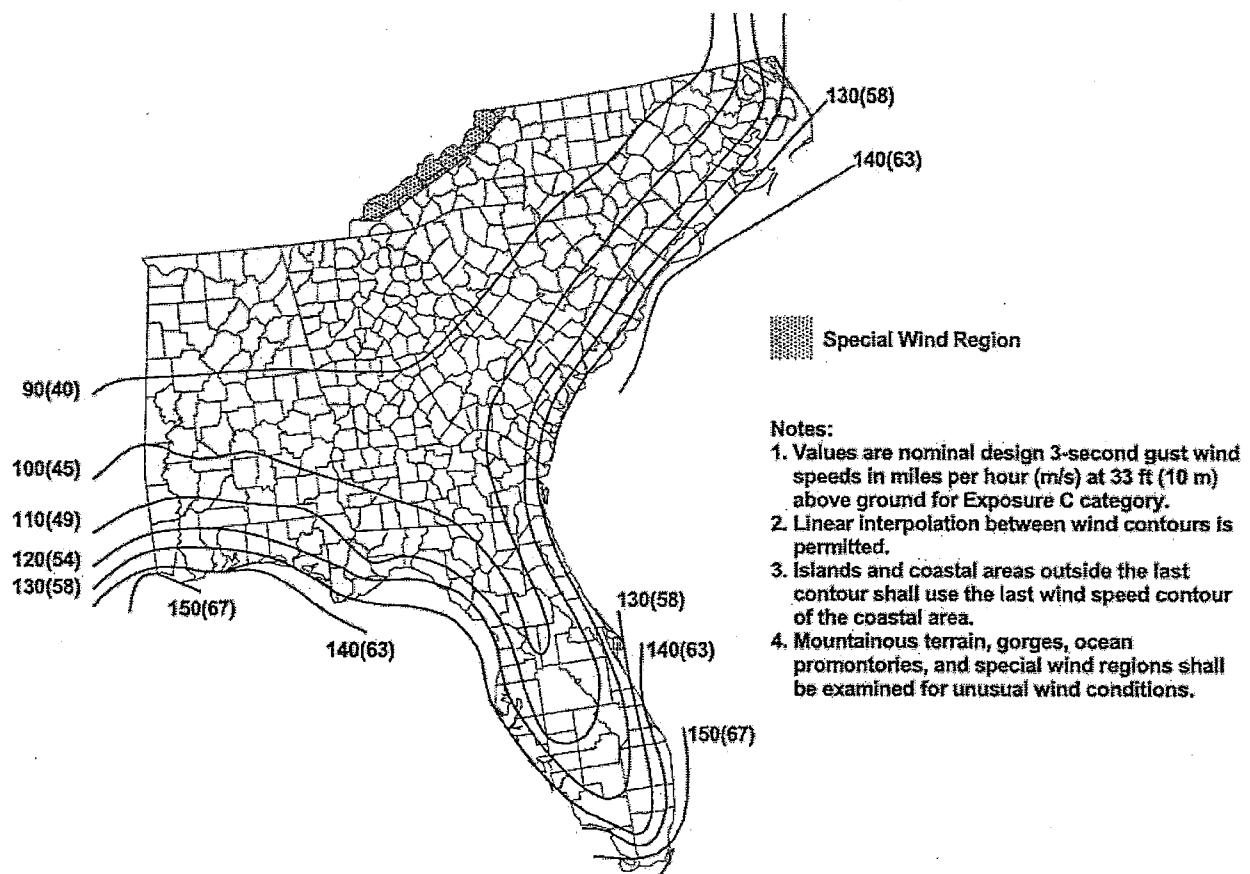 130(58)
140(63)
Special Wind Region
90(40)
100(45)
110(49)
120(54)
130(58)
150(67)
140(63)
130(58)
140(63)
150(67)
Notes:
1. Values are nominal design 3-second gust wind
speeds in miles per hour (m/s) at 33 ft (10 m)
above ground for Exposure C category.
2. Linear interpolation between wind contours is
permitted.
3. Islands and coastal areas outside the last
contour shall use the last wind speed contour
of the coastal area.
4. Mountainous terrain, gorges, ocean
promontories, and special wind regions shall
be examined for unusual wind conditions.